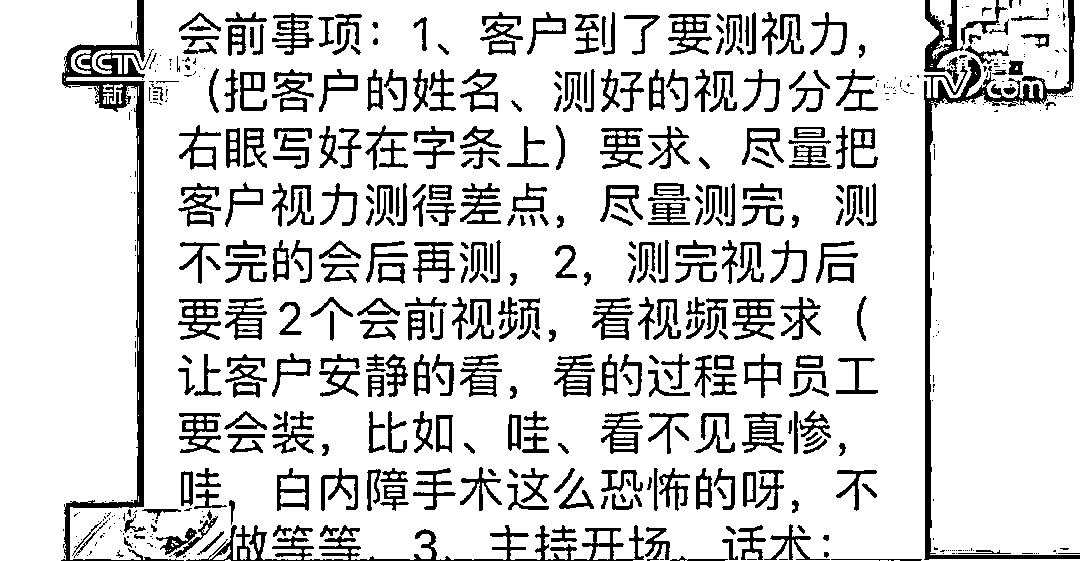 会前事项：1、客户到了要测视力，
（把客户的姓名、测好的视力分左
右眼写好在字条上）要求、尽量把
客户视力测得差点，尽量测完，测
不完的会后再测，2，测完视力后
要看2个会前视频，看视频要求（
让客户安静的看，看的过程中员工
要会装，比如、哇、看不见真惨，
哇，白内障手术这么恐怖的呀，不
做等等，3、主持开场、话术：
CCTV 13
新闻
CCTV
com